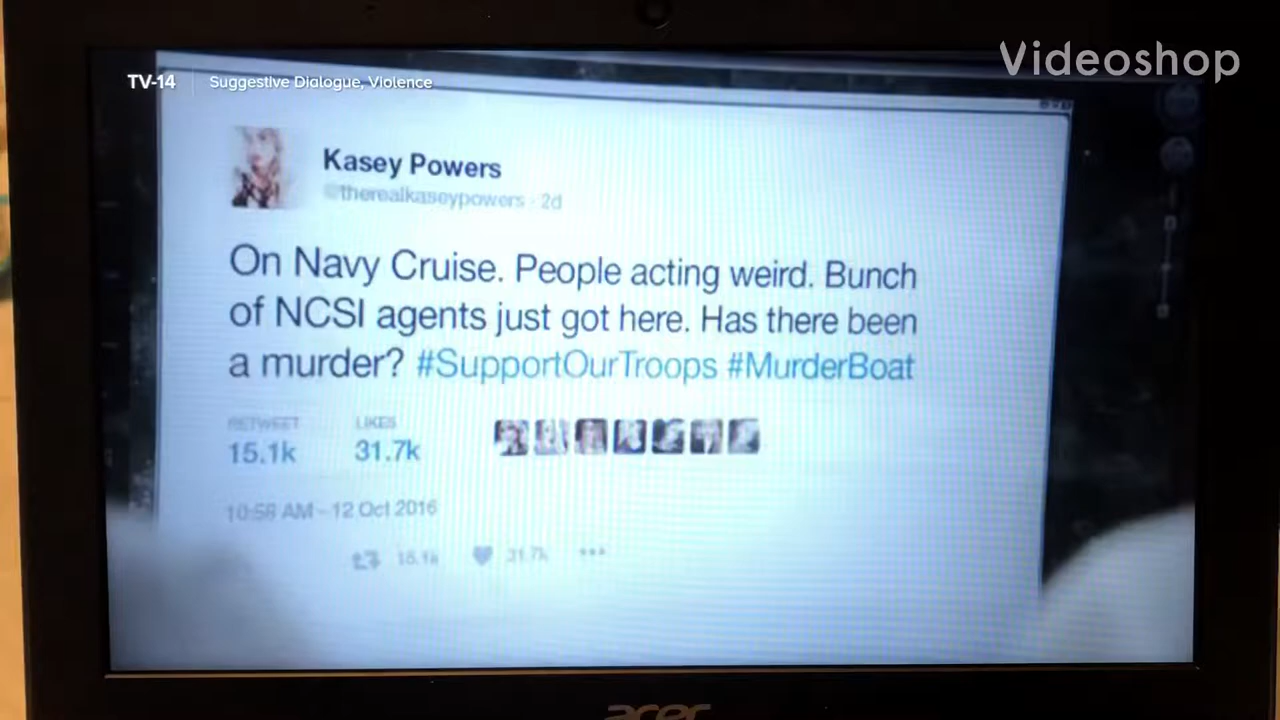 Videoshop
TV-14 Suggestive Dialogue, Violence
Kasey Powers
@therealkaseypowers · 2d
On Navy Cruise. People acting weird. Bunch
of NCSI agents just got here. Has there been
a murder? #SupportOurTroops #MurderBoat
RETWEET LIKES
15.1k 31.7k
10:58 AM - 12 Oct 2016
15.1k 31.7k
acer